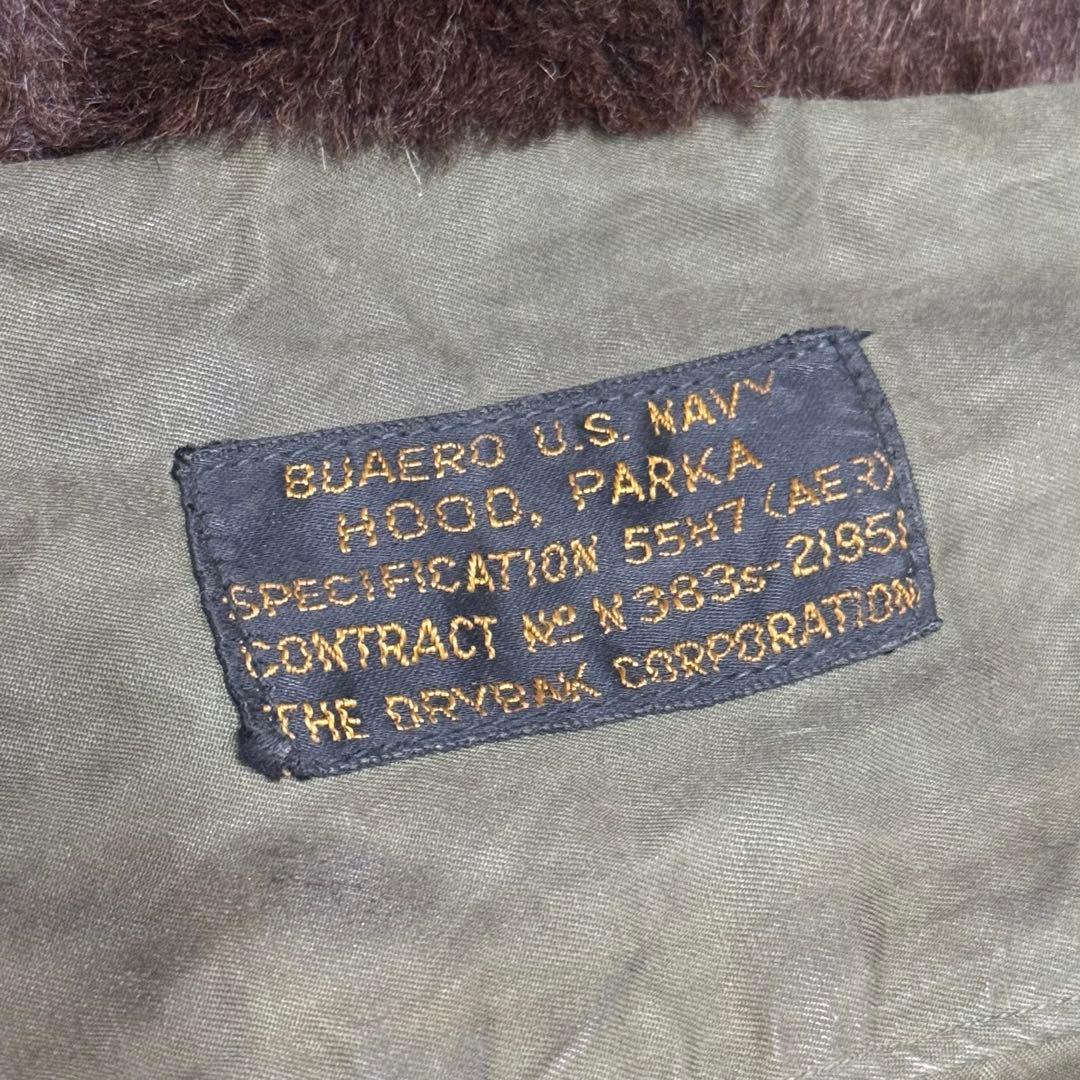 BUAERO U.S. NAVY
HOOD, PARKA
SPECIFICATION 55H7 (AER)
CONTRACT Nº N383s-21951
THE DRYBAK CORPORATION